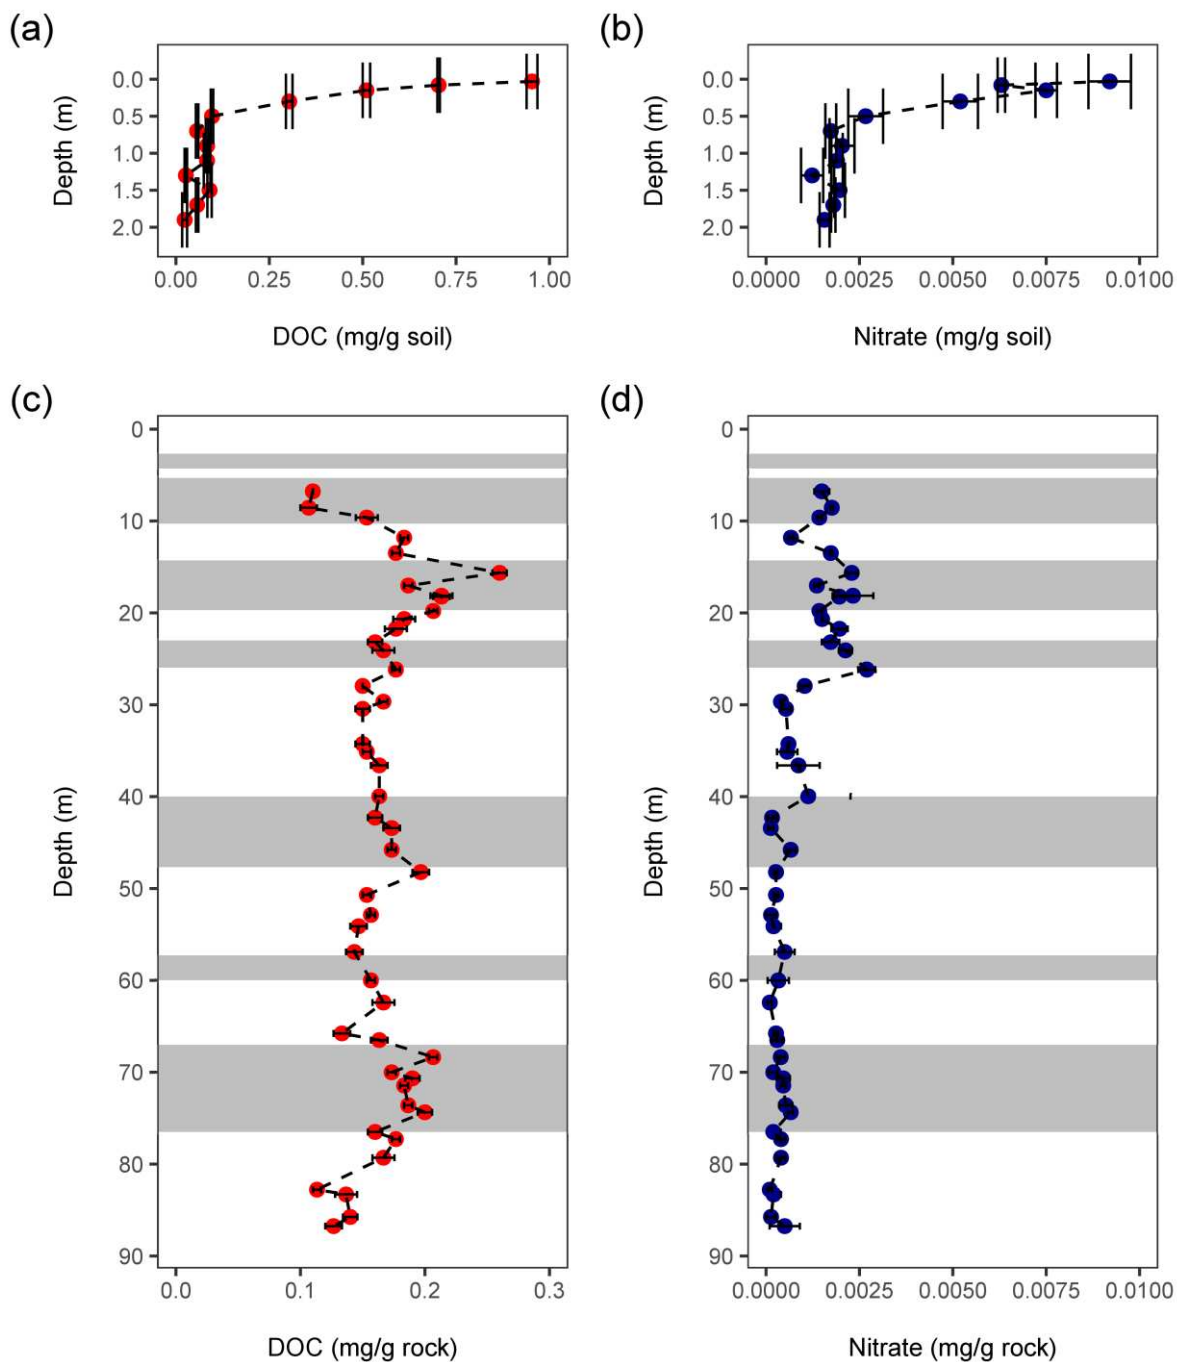 (a)
(b)
0.0
0.5
1.0
1.5
2.0
Depth (m)
0.00 0.25 0.50 0.75 1.00
DOC (mg/g soil)
0.0
0.5
1.0
1.5
2.0
Depth (m)
0.0000 0.0025 0.0050 0.0075 0.0100
Nitrate (mg/g soil)
(c)
(d)
0
10
20
30
40
50
60
70
80
90
Depth (m)
0.0 0.1 0.2 0.3
DOC (mg/g rock)
0
10
20
30
40
50
60
70
80
90
Depth (m)
0.0000 0.0025 0.0050 0.0075 0.0100
Nitrate (mg/g rock)